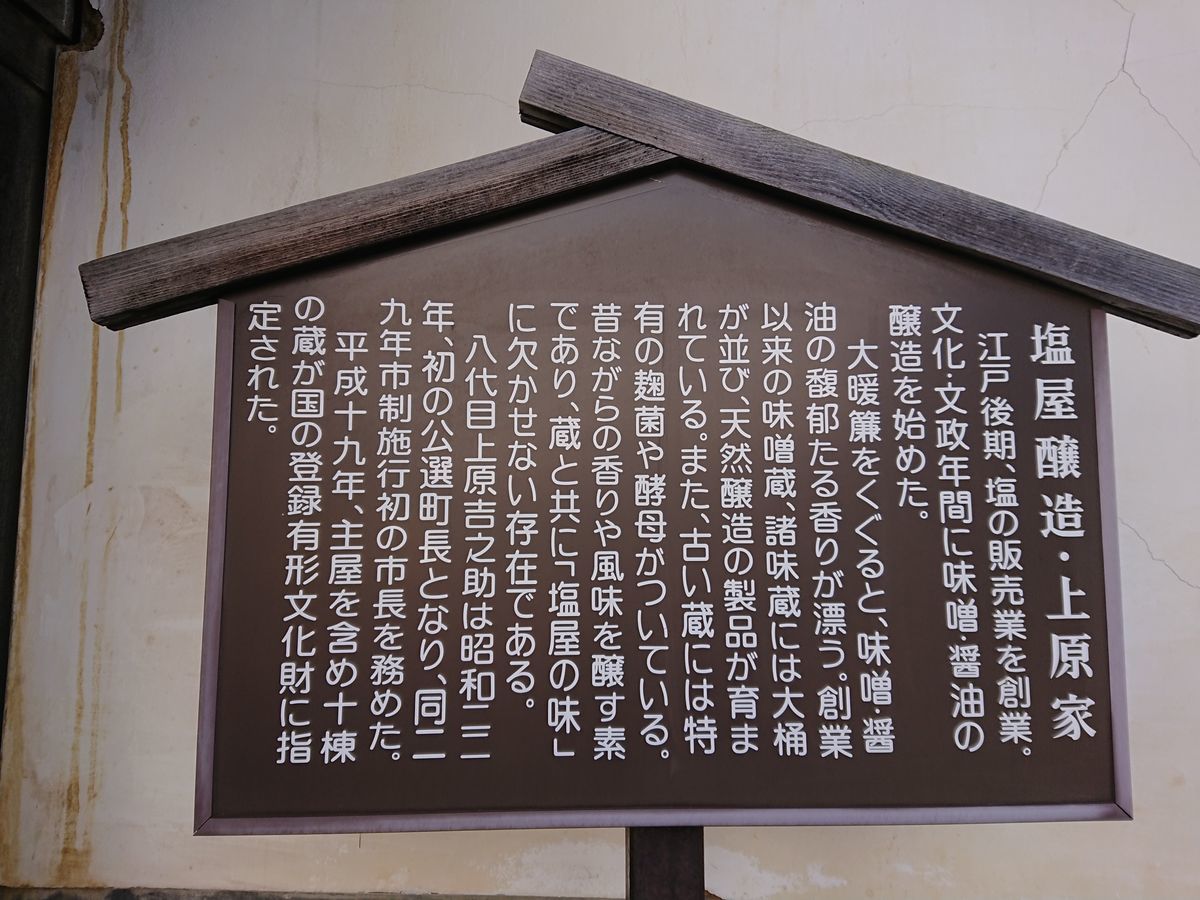 塩屋醸造・上原家
江戸後期、塩の販売業を創業。
文化・文政年間に味噌・醤油の
醸造を始めた。
大暖簾をくぐると、味噌・醤
油の馥郁たる香りが漂う。創業
以来の味噌蔵、諸味蔵には大桶
が並び、天然醸造の製品が育ま
れている。また、古い蔵には特
有の麹菌や酵母がついている。
昔ながらの香りや風味を醸す素
であり、蔵と共に「塩屋の味」
に欠かせない存在である。
八代目上原吉之助は昭和二二
年、初の公選町長となり、同二
九年市制施行初の市長を務めた。
平成十九年、主屋を含め十棟
の蔵が国の登録有形文化財に指
定された。